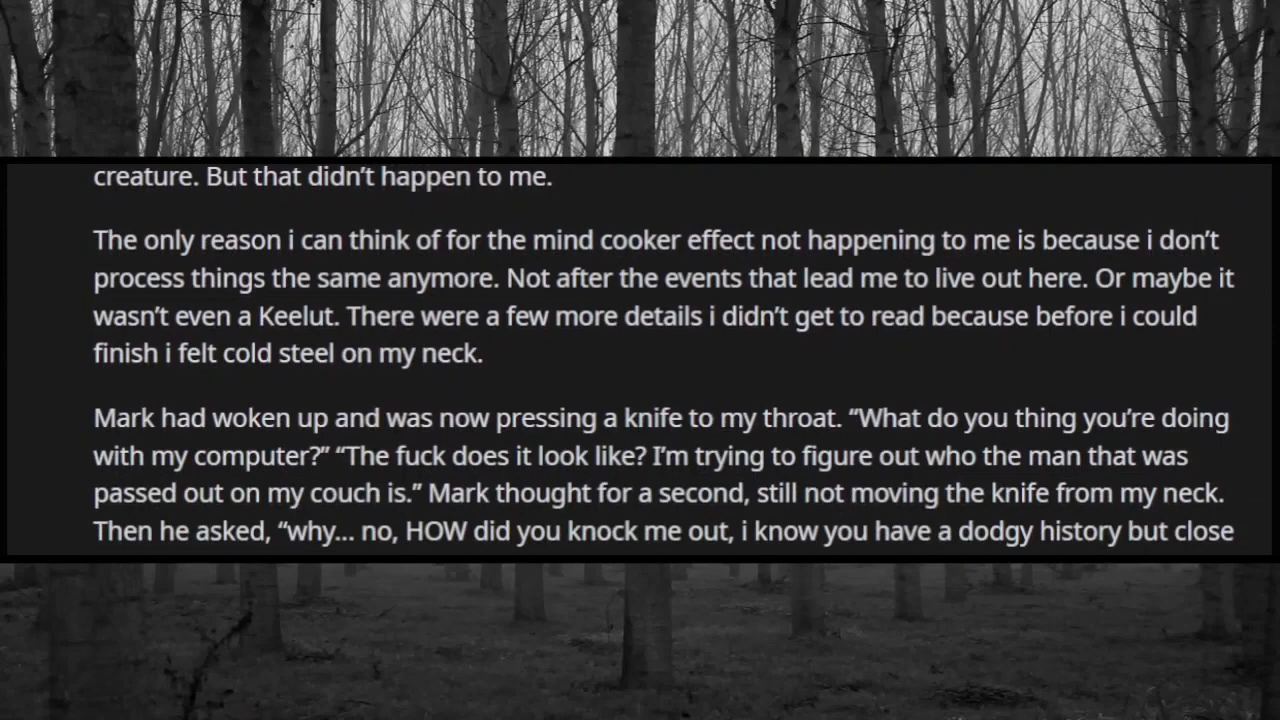 creature. But that didn’t happen to me.
The only reason i can think of for the mind cooker effect not happening to me is because i don’t
process things the same anymore. Not after the events that lead me to live out here. Or maybe it
wasn’t even a Keelut. There were a few more details i didn’t get to read because before i could
finish i felt cold steel on my neck.
Mark had woken up and was now pressing a knife to my throat. “What do you thing you’re doing
with my computer?” “The fuck does it look like? I’m trying to figure out who the man that was
passed out on my couch is.” Mark thought for a second, still not moving the knife from my neck.
Then he asked, “why... no, HOW did you knock me out, i know you have a dodgy history but close